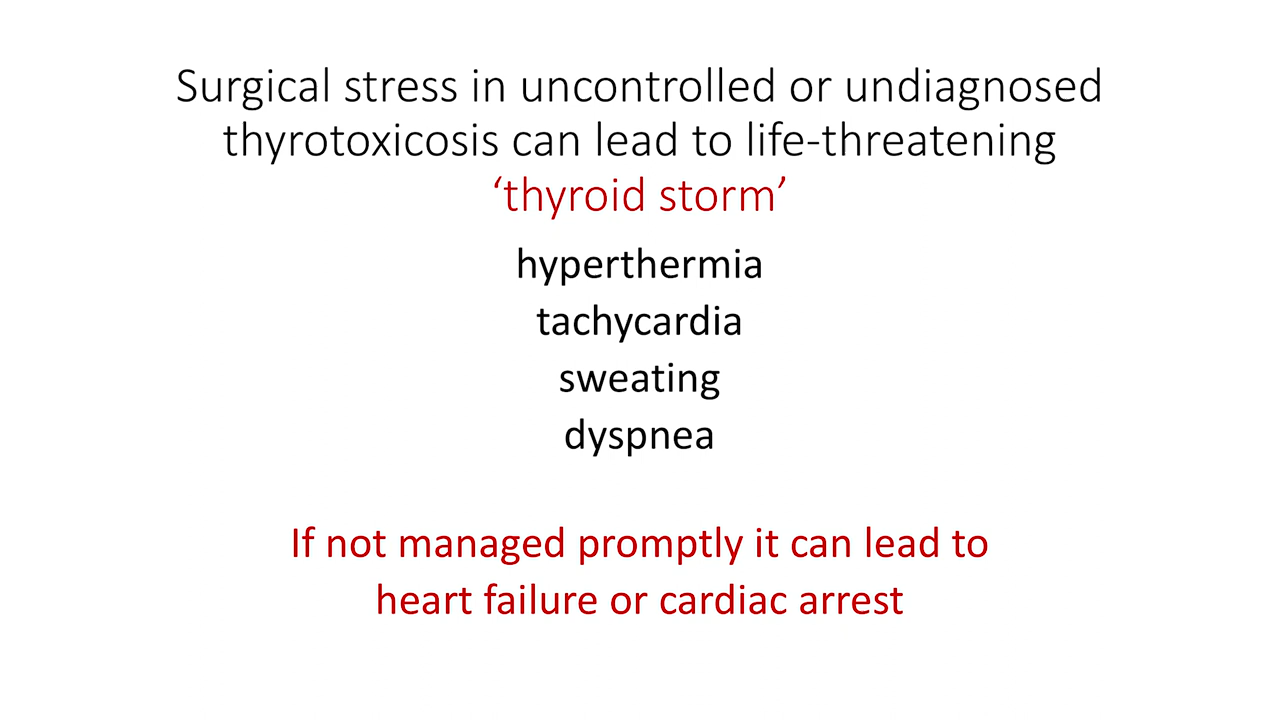 Surgical stress in uncontrolled or undiagnosed
thyrotoxicosis can lead to life-threatening
‘thyroid storm’
hyperthermia
tachycardia
sweating
dyspnea
If not managed promptly it can lead to
heart failure or cardiac arrest